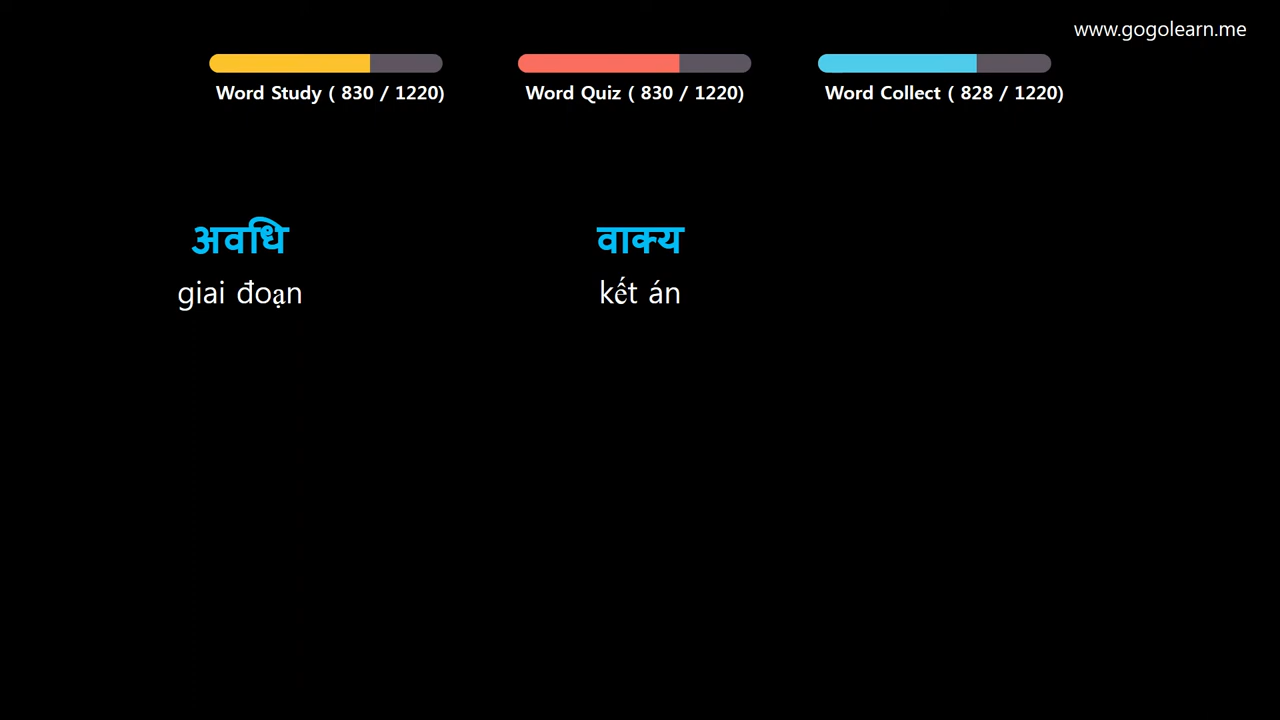 www.gogolearn.me
Word Study ( 830 / 1220)
Word Quiz ( 830 / 1220)
Word Collect ( 828 / 1220)
अवधि
giai đoạn
वाक्य
kết án